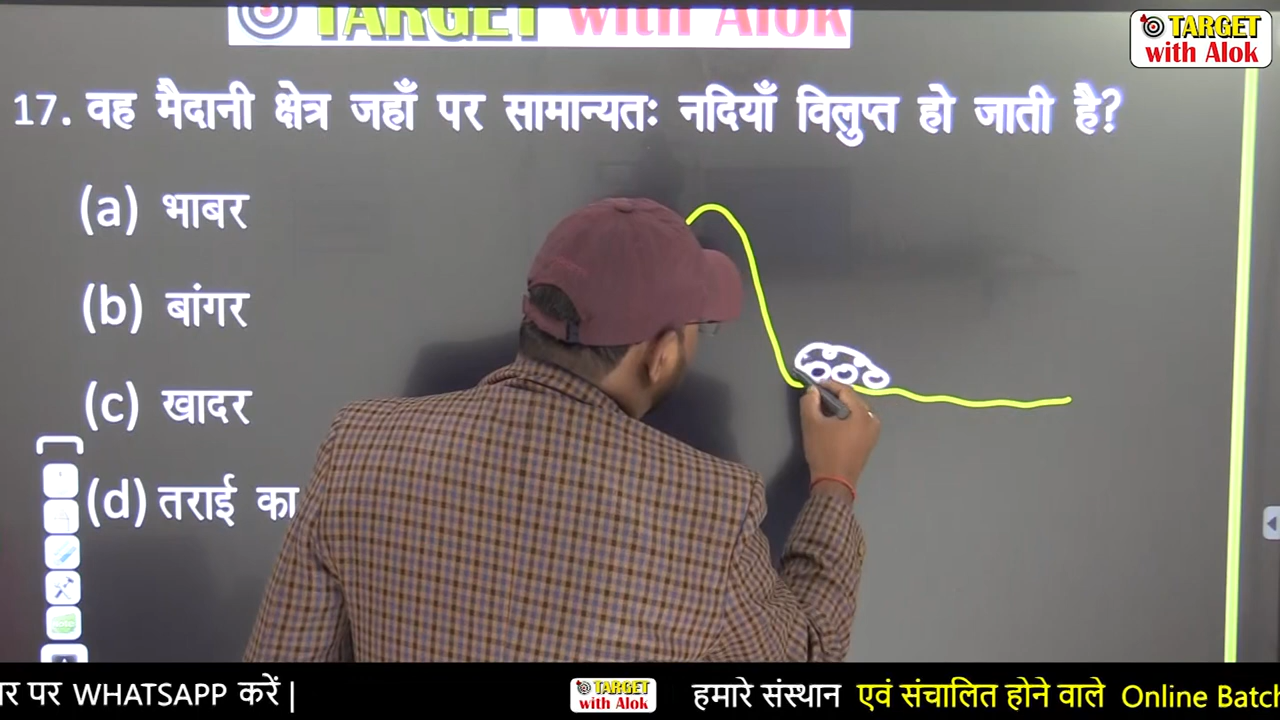 TARGET with Alok
TARGET
with Alok
17. वह मैदानी क्षेत्र जहाँ पर सामान्यतः नदियाँ विलुप्त हो जाती है?
(a) भाबर
(b) बांगर
(c) खादर
(d) तराई का
पर WHATSAPP करें |
TARGET
with Alok
हमारे संस्थान एवं संचालित होने वाले Online Batch